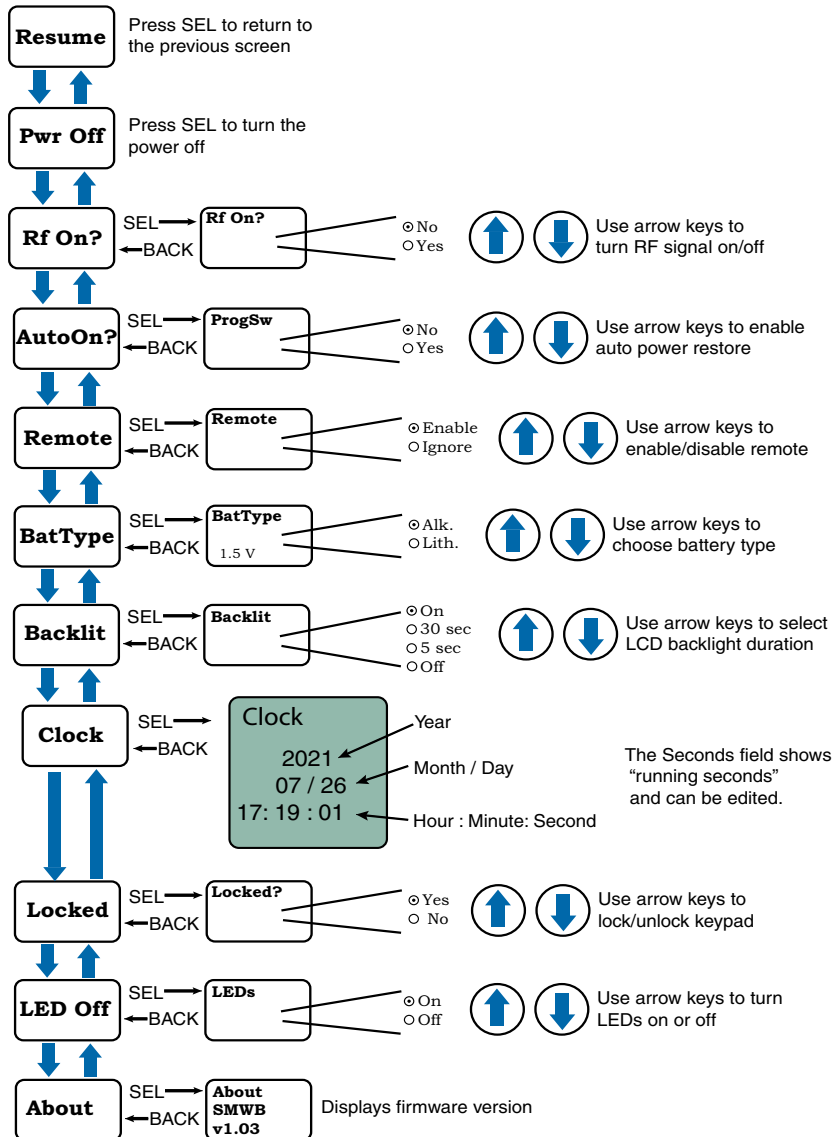 Resume
Press SEL to return to
the previous screen
Pwr Off
Press SEL to turn the
power off
Rf On?
SEL
BACK
Rf On?
No
Yes
Use arrow keys to
turn RF signal on/off
AutoOn?
SEL
BACK
ProgSw
No
Yes
Use arrow keys to enable
auto power restore
Remote
SEL
BACK
Remote
Enable
Ignore
Use arrow keys to
enable/disable remote
BatType
SEL
BACK
BatType
1.5 V
Alk.
Lith.
Use arrow keys to
choose battery type
Backlit
SEL
BACK
Backlit
On
30 sec
5 sec
Off
Use arrow keys to select
LCD backlight duration
Clock
SEL
BACK
Clock
2021
07 / 26
17: 19 : 01
Year
Month / Day
Hour : Minute: Second
The Seconds field shows
“running seconds”
and can be edited.
Locked
SEL
BACK
Locked?
Yes
No
Use arrow keys to
lock/unlock keypad
LED Off
SEL
BACK
LEDs
On
Off
Use arrow keys to turn
LEDs on or off
About
SEL
BACK
About
SMWB
v1.03
Displays firmware version